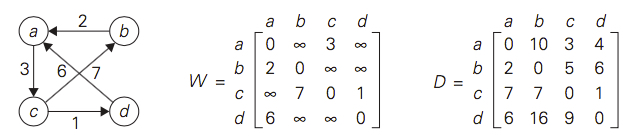 2
a b
3 6 7
c d
1
a b c d
a 0 ∞ 3 ∞
b 2 0 ∞ ∞
W =
c ∞ 7 0 1
d 6 ∞ ∞ 0
a b c d
a 0 10 3 4
b 2 0 5 6
D =
c 7 7 0 1
d 6 16 9 0